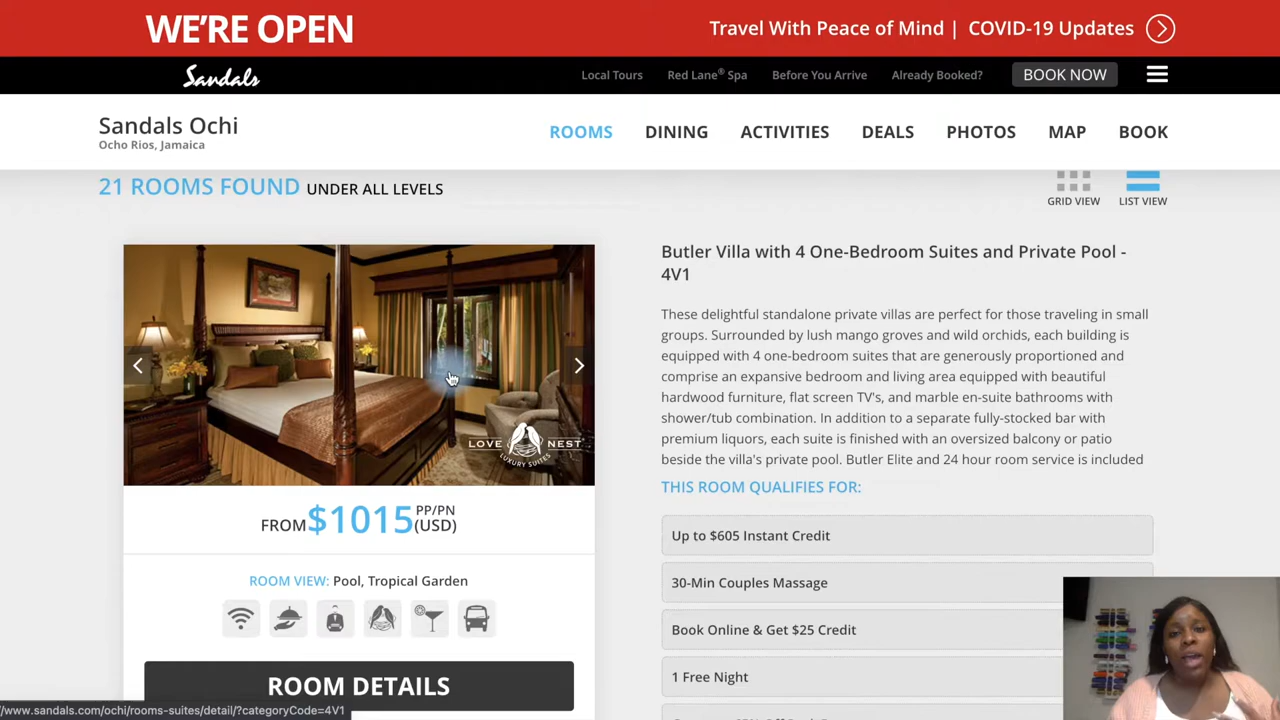 WE'RE OPEN
Travel With Peace of Mind | COVID-19 Updates
Sandals
Local Tours
Red Lane® Spa
Before You Arrive
Already Booked?
BOOK NOW
Sandals Ochi
Ocho Rios, Jamaica
ROOMS
DINING
ACTIVITIES
DEALS
PHOTOS
MAP
BOOK
21 ROOMS FOUND UNDER ALL LEVELS
GRID VIEW
LIST VIEW
LOVE NEST
LUXURY SUITES
FROM $1015 PP/PN (USD)
ROOM VIEW: Pool, Tropical Garden
ROOM DETAILS
Butler Villa with 4 One-Bedroom Suites and Private Pool -
4V1
These delightful standalone private villas are perfect for those traveling in small
groups. Surrounded by lush mango groves and wild orchids, each building is
equipped with 4 one-bedroom suites that are generously proportioned and
comprise an expansive bedroom and living area equipped with beautiful
hardwood furniture, flat screen TV's, and marble en-suite bathrooms with
shower/tub combination. In addition to a separate fully-stocked bar with
premium liquors, each suite is finished with an oversized balcony or patio
beside the villa's private pool. Butler Elite and 24 hour room service is included
THIS ROOM QUALIFIES FOR:
Up to $605 Instant Credit
30-Min Couples Massage
Book Online & Get $25 Credit
1 Free Night
/www.sandals.com/ochi/rooms-suites/detail/?categoryCode=4V1